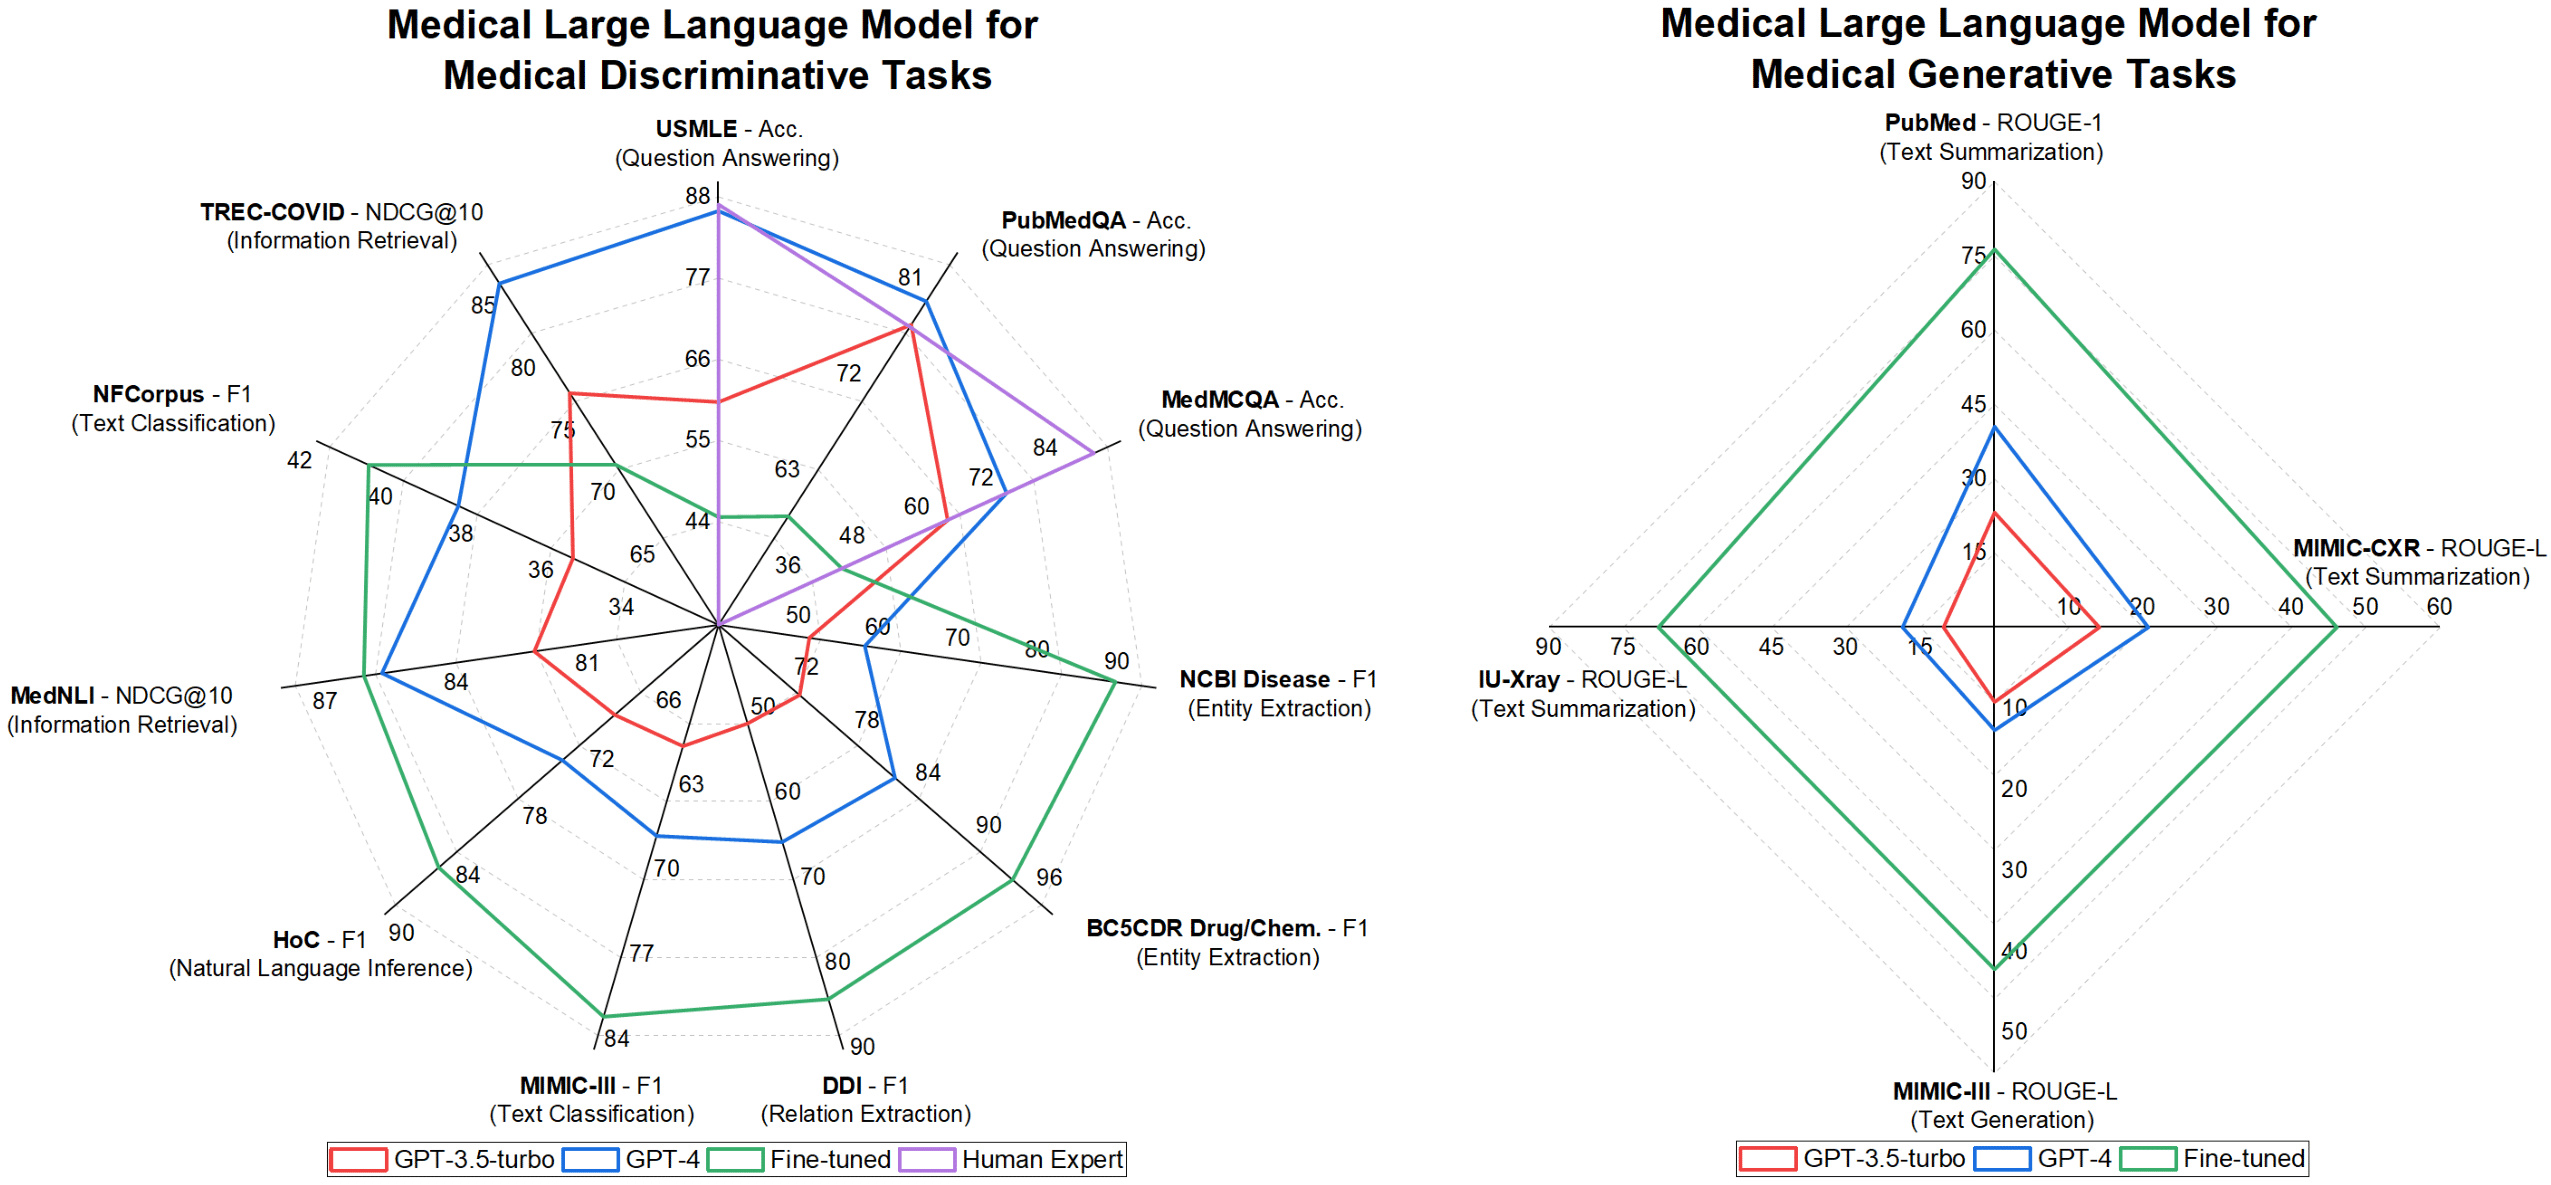 Medical Large Language Model for
Medical Discriminative Tasks
USMLE - Acc.
(Question Answering)
PubMedQA - Acc.
(Question Answering)
MedMCQA - Acc.
(Question Answering)
NCBI Disease - F1
(Entity Extraction)
BC5CDR Drug/Chem. - F1
(Entity Extraction)
DDI - F1
(Relation Extraction)
MIMIC-III - F1
(Text Classification)
HoC - F1
(Natural Language Inference)
MedNLI - NDCG@10
(Information Retrieval)
NFCorpus - F1
(Text Classification)
TREC-COVID - NDCG@10
(Information Retrieval)
88
77
66
55
44
81
72
63
84
72
60
48
36
50
60
70
80
90
72
78
84
90
96
50
60
70
80
90
63
70
77
84
66
72
78
84
90
81
84
87
34
36
38
40
42
65
70
75
80
85
GPT-3.5-turbo GPT-4 Fine-tuned Human Expert
Medical Large Language Model for
Medical Generative Tasks
PubMed - ROUGE-1
(Text Summarization)
90
75
60
45
30
15
MIMIC-CXR - ROUGE-L
(Text Summarization)
10 20 30 40 50 60
90 75 60 45 30 15
IU-Xray - ROUGE-L
(Text Summarization)
10
20
30
40
50
MIMIC-III - ROUGE-L
(Text Generation)
GPT-3.5-turbo GPT-4 Fine-tuned